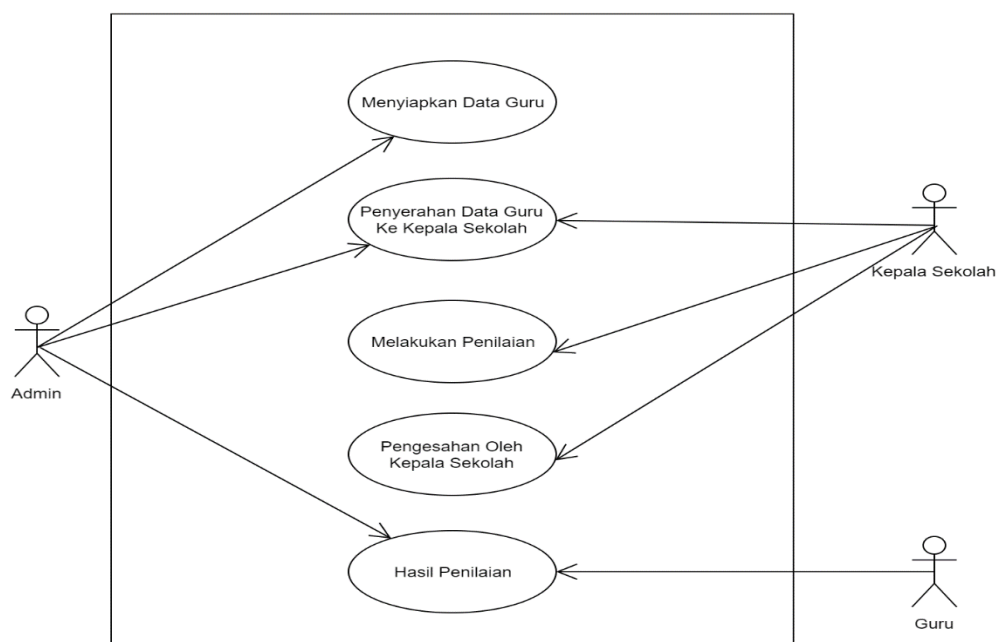 Menyiapkan Data Guru
Penyerahan Data Guru
Ke Kepala Sekolah
Kepala Sekolah
Melakukan Penilaian
Admin
Pengesahan Oleh
Kepala Sekolah
Hasil Penilaian
Guru